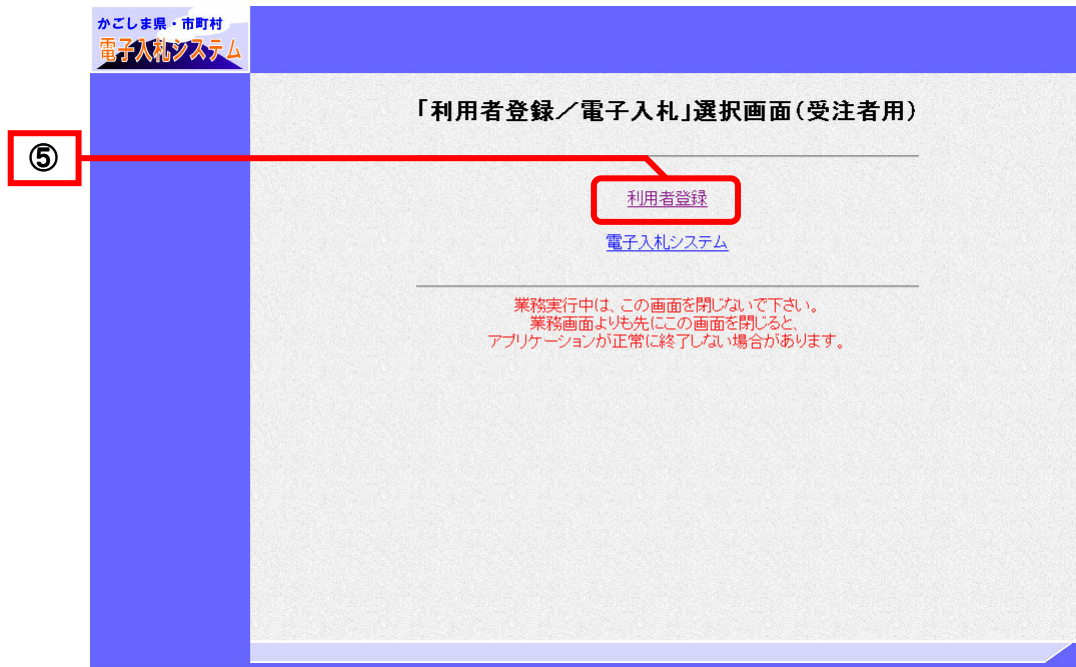 かごしま県・市町村
電子入札システム
「利用者登録／電子入札」選択画面（受注者用）
⑤
利用者登録
電子入札システム
業務実行中は、この画面を閉じないで下さい。
業務画面よりも先にこの画面を閉じると、
アプリケーションが正常に終了しない場合があります。